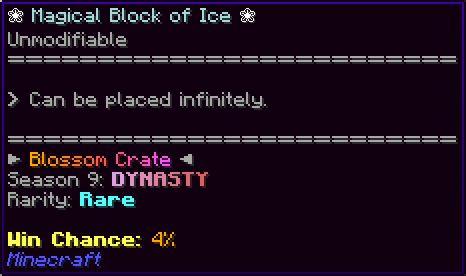 ❀ Magical Block of Ice ❀
Unmodifiable
==============================
> Can be placed infinitely.
==============================
► Blossom Crate ◄
Season 9: DYNASTY
Rarity: Rare
Win Chance: 4%
Minecraft